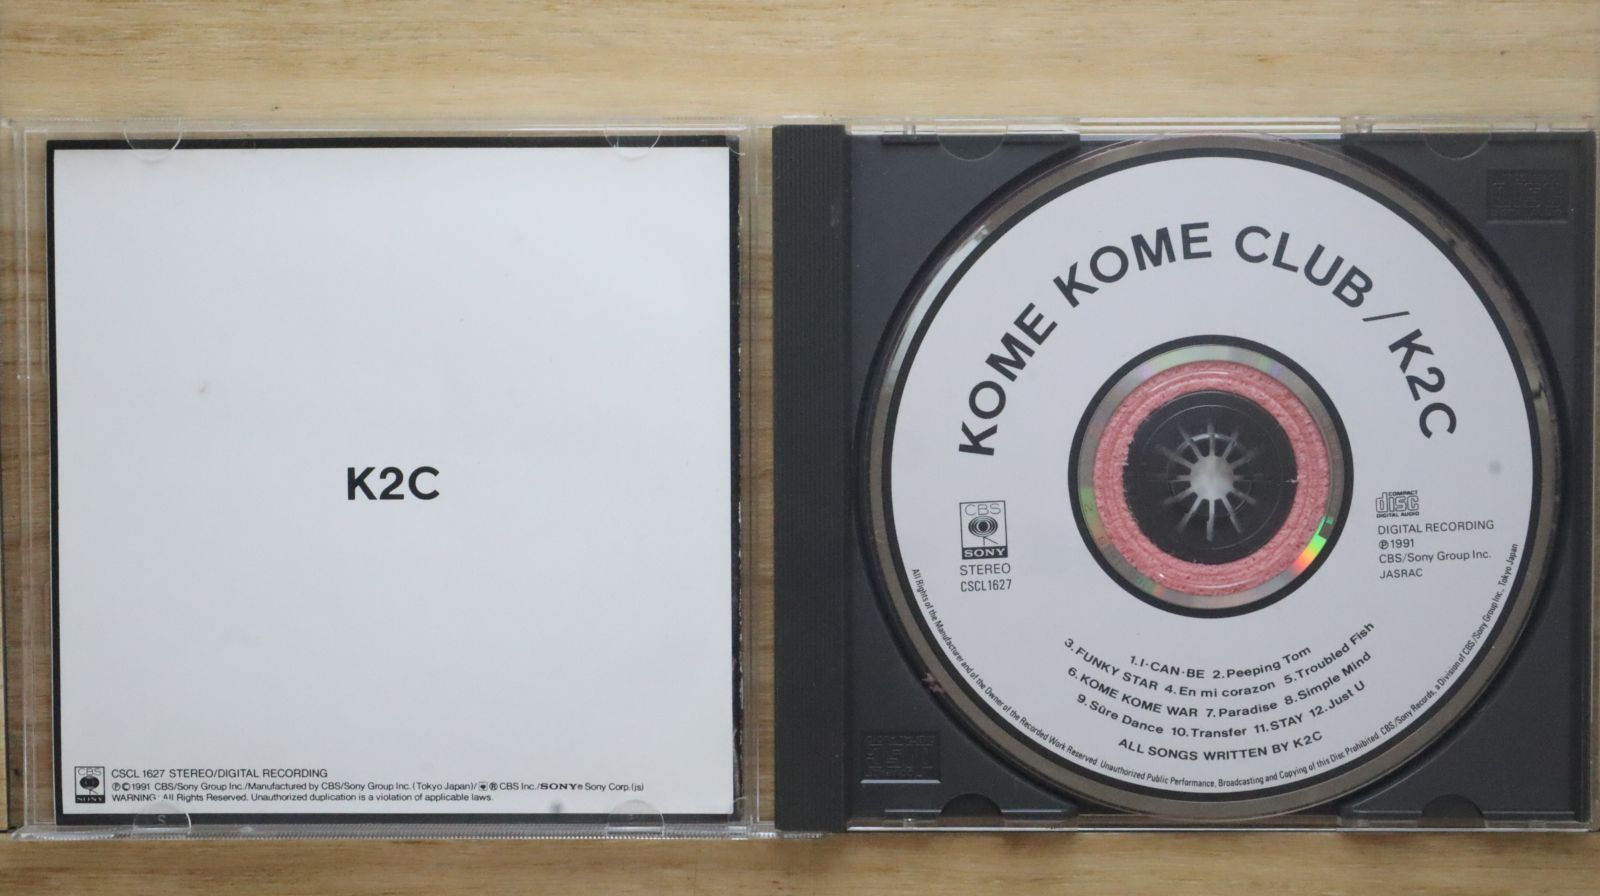 K2C
CBS
SONY
CSCL 1627 STEREO/DIGITAL RECORDING
Ⓟ©1991 CBS/Sony Group Inc./Manufactured by CBS/Sony Group Inc. (Tokyo Japan)/ ® CBS Inc./SONY® Sony Corp. (js)
WARNING: All Rights Reserved. Unauthorized duplication is a violation of applicable laws.
KOME KOME CLUB / K2C
CBS
SONY
STEREO
CSCL1627
COMPACT
disc
DIGITAL AUDIO
DIGITAL RECORDING
Ⓟ1991
CBS/Sony Group Inc.
JASRAC
1.I·CAN·BE 2.Peeping Tom
3.FUNKY STAR 4.En mi corazon 5.Troubled Fish
6.KOME KOME WAR 7.Paradise 8.Simple Mind
9.Sûre Dance 10.Transfer 11.STAY 12.Just U
ALL SONGS WRITTEN BY K2C
All Rights of the Manufacturer and of the Owner of the Recorded Work Reserved. Unauthorized Public Performance, Broadcasting and Copying of this Disc Prohibited. CBS/Sony Records, a Division of CBS/Sony Group Inc., Tokyo Japan